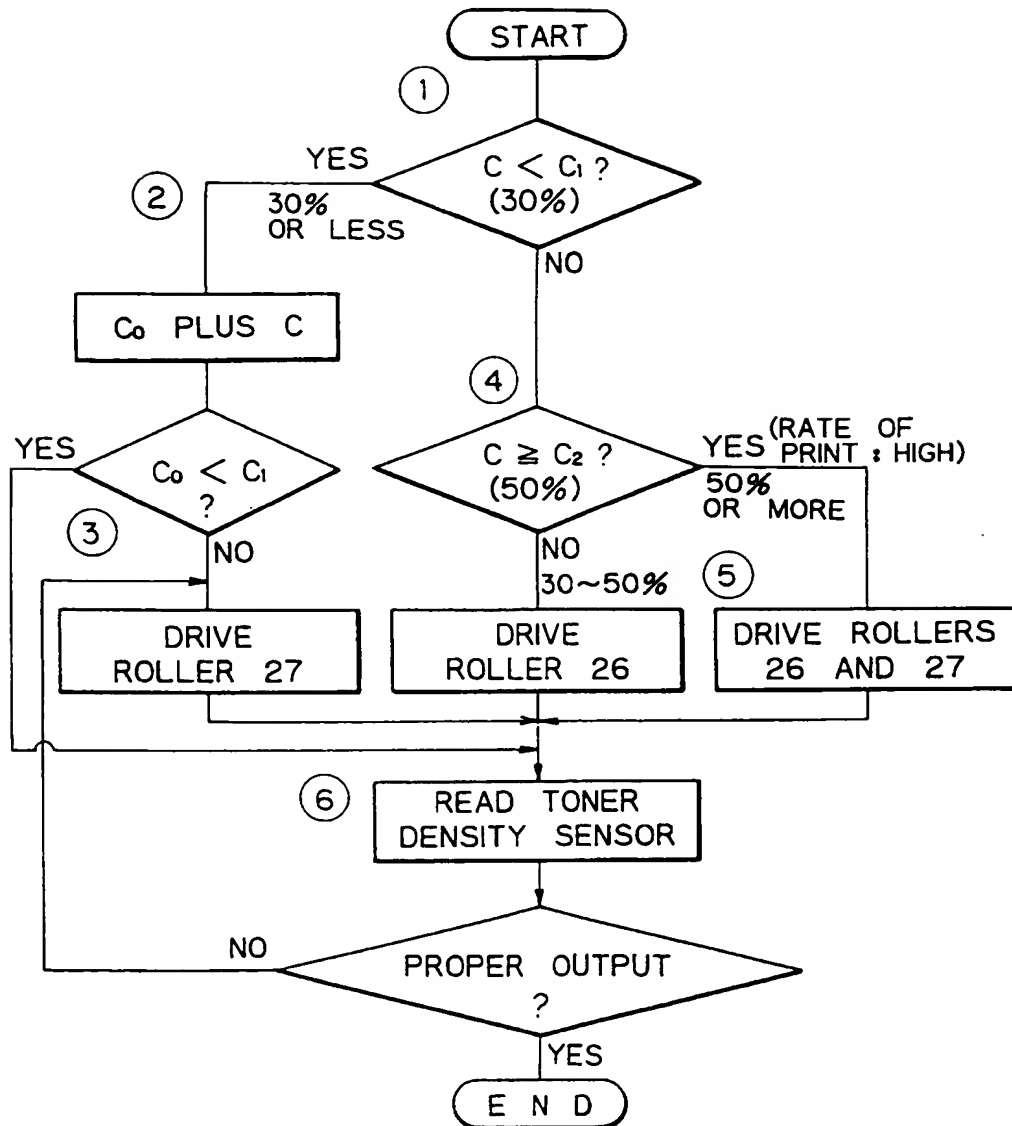 START
①
C < C₁ ?
(30%)
YES
30%
OR LESS
②
NO
C₀ PLUS C
④
YES
C₀ < C₁
?
③
NO
C ≧ C₂ ?
(50%)
YES (RATE OF
PRINT : HIGH)
50%
OR MORE
NO
30~50%
⑤
DRIVE
ROLLER 27
DRIVE
ROLLER 26
DRIVE ROLLERS
26 AND 27
⑥
READ TONER
DENSITY SENSOR
NO
PROPER OUTPUT
?
YES
END